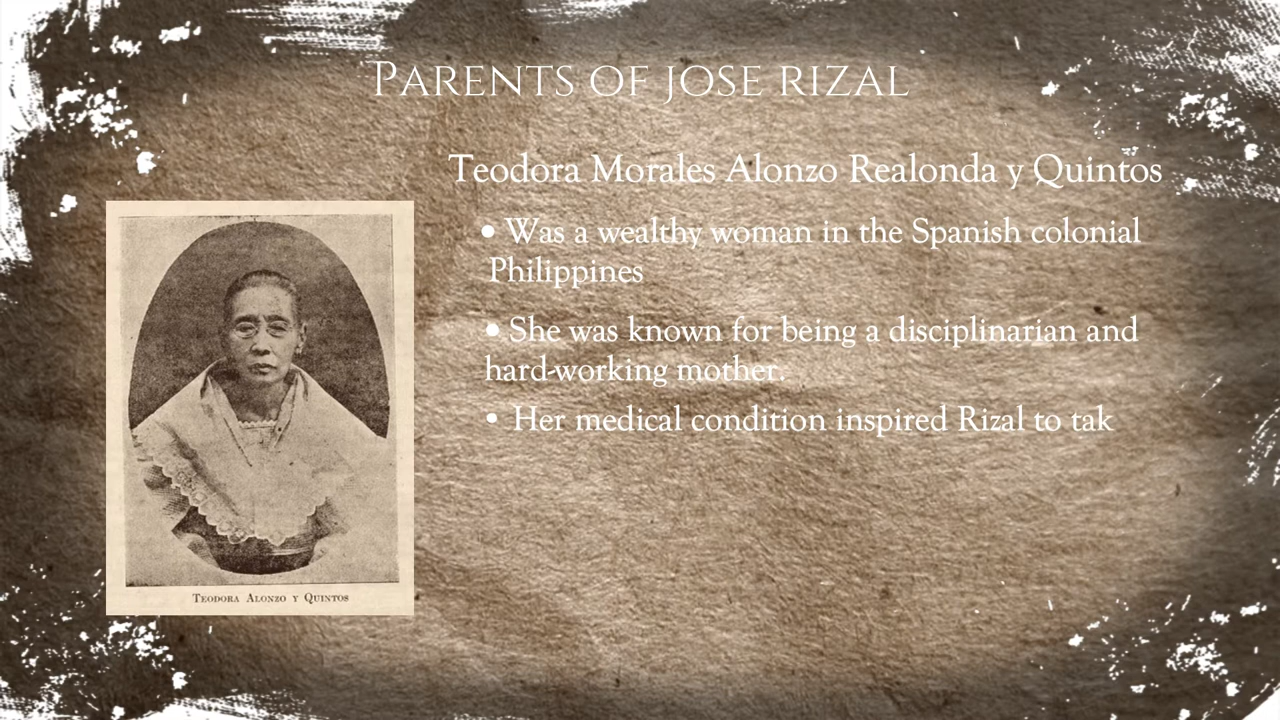 PARENTS OF JOSE RIZAL
Teodora Morales Alonzo Realonda y Quintos
• Was a wealthy woman in the Spanish colonial
Philippines
• She was known for being a disciplinarian and
hard-working mother.
• Her medical condition inspired Rizal to tak
TEODORA ALONZO Y QUINTOS